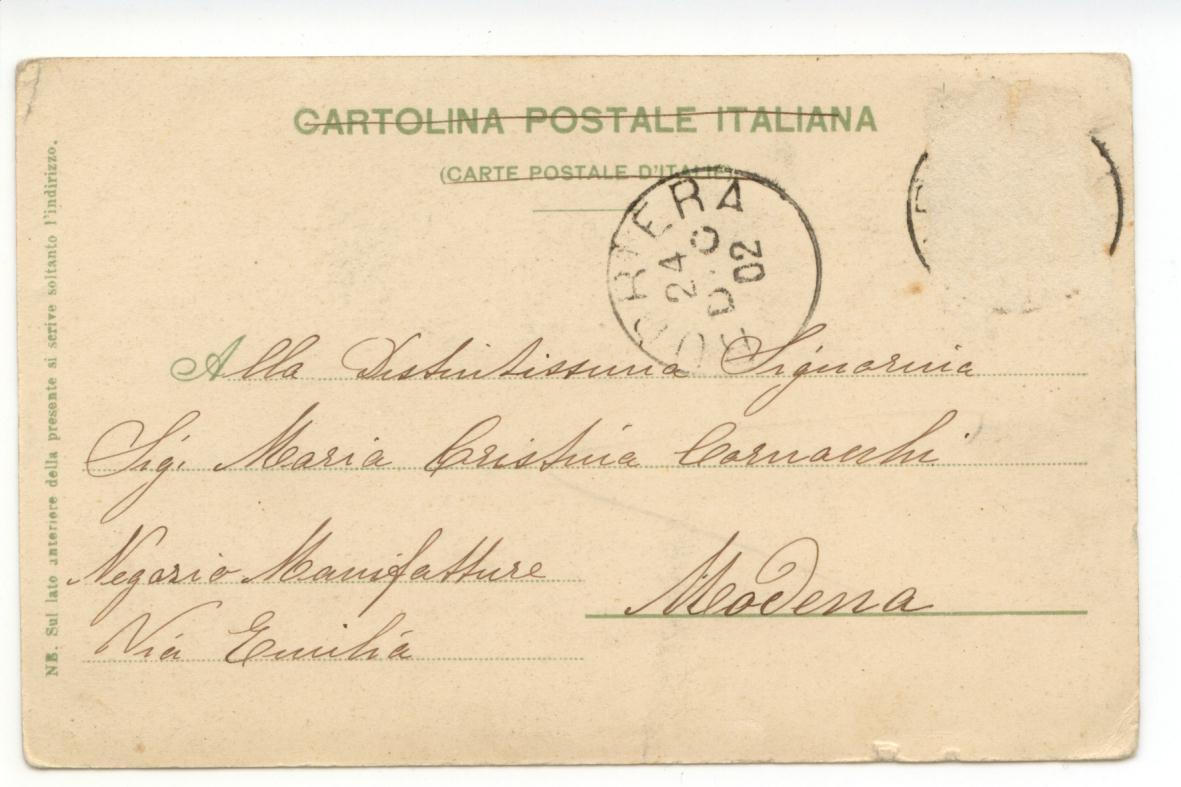 CARTOLINA POSTALE ITALIANA
(CARTE POSTALE D'ITALIE)
24
DIC
02
Alla Distintissima Signorina
Sig. Maria Cristina Cornacchi
Negozio Manifatture
Modena
Via Emilia
NB. Sul lato anteriore della presente si scrive soltanto l'indirizzo.